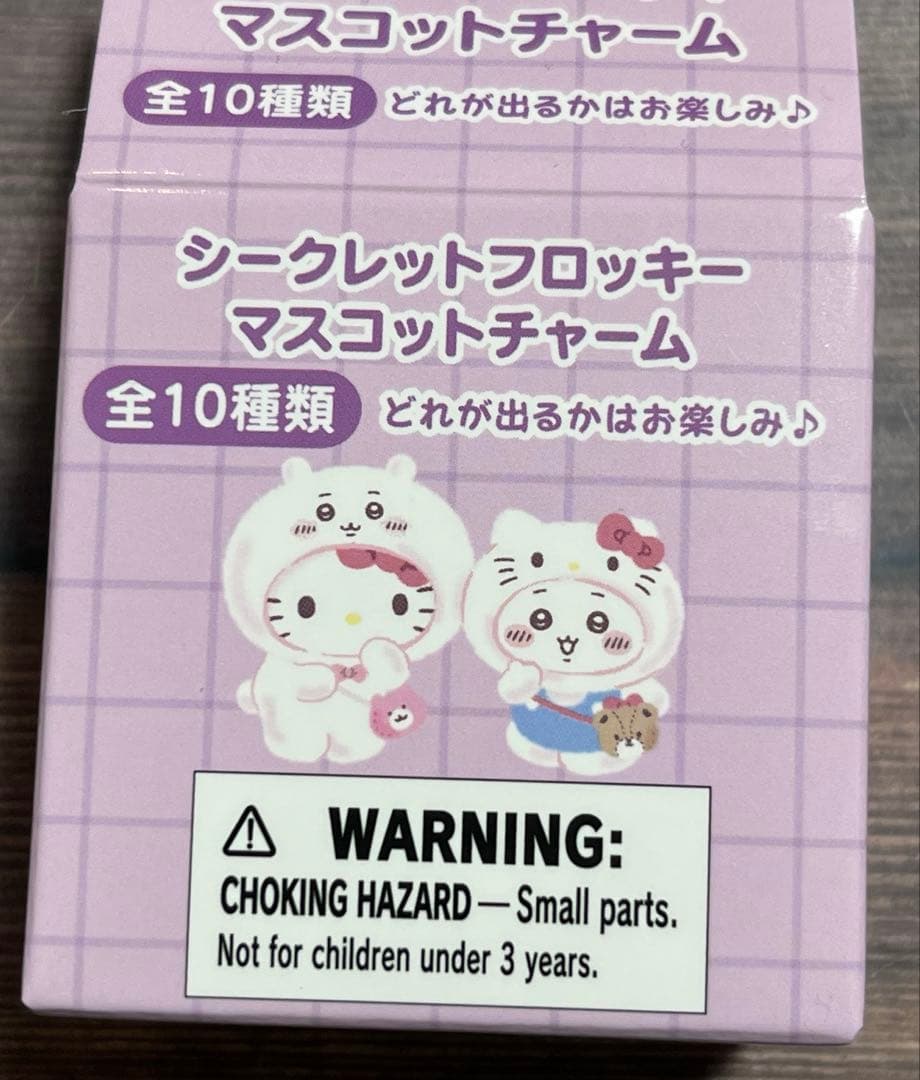 マスコットチャーム
全10種類 どれが出るかはお楽しみ♪
シークレットフロッキー
マスコットチャーム
全10種類 どれが出るかはお楽しみ♪
WARNING:
CHOKING HAZARD — Small parts.
Not for children under 3 years.